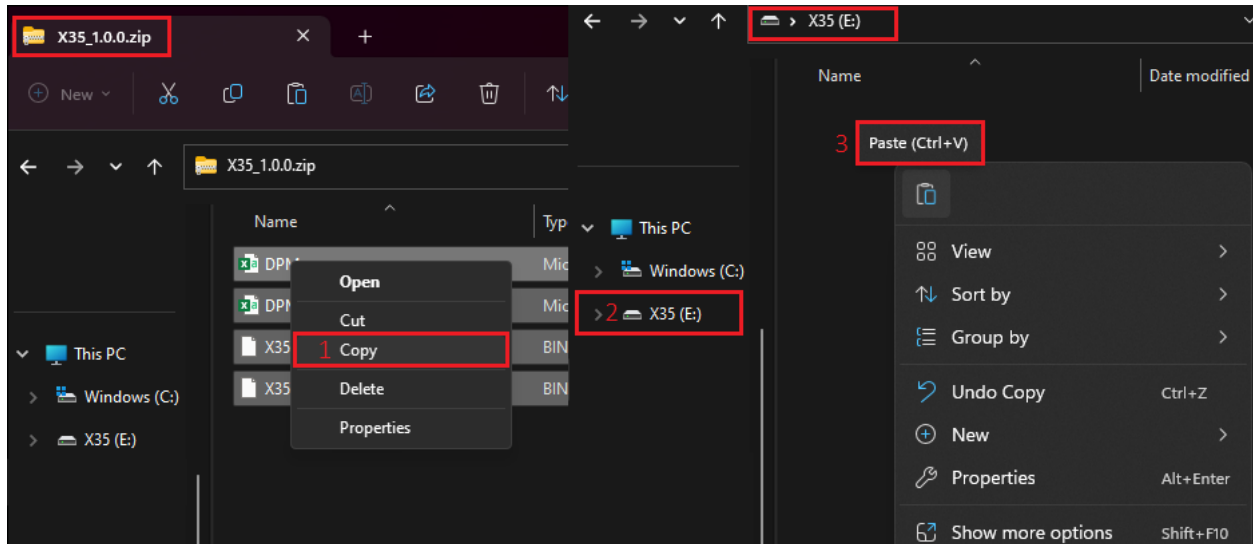 X35_1.0.0.zip
New
X35_1.0.0.zip
Name
Typ
DPM
Mic
DPM
Mic
X35
BIN
X35
BIN
Open
Cut
1 Copy
Delete
Properties
This PC
Windows (C:)
X35 (E:)
X35 (E:)
Name
Date modified
3 Paste (Ctrl+V)
This PC
Windows (C:)
2 X35 (E:)
View
Sort by
Group by
Undo Copy Ctrl+Z
New
Properties Alt+Enter
Show more options Shift+F10